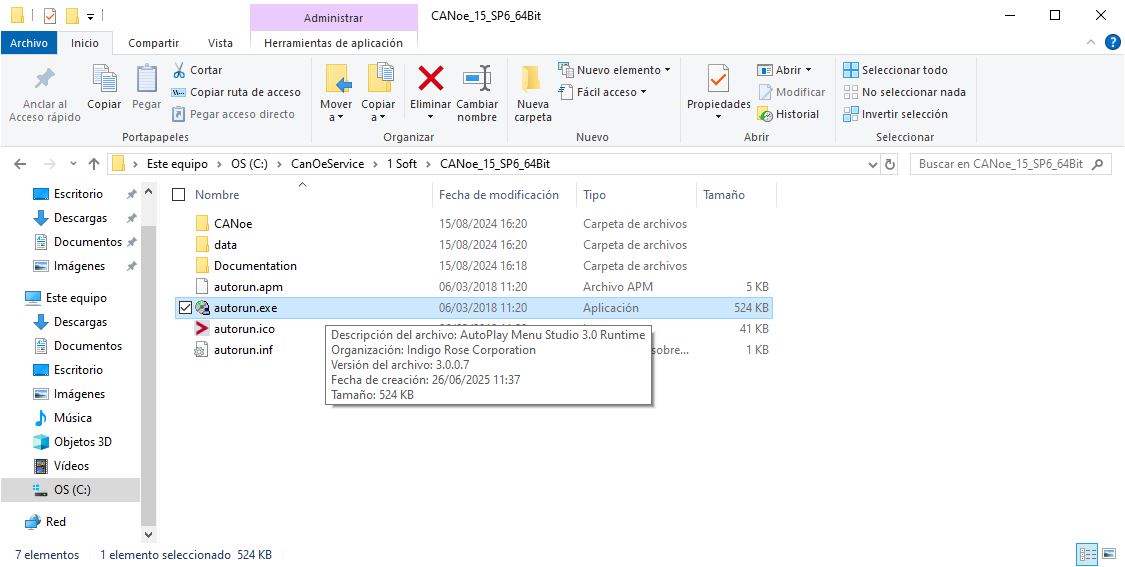 Administrar
CANoe_15_SP6_64Bit
Archivo
Inicio
Compartir
Vista
Herramientas de aplicación
Anclar al
Acceso rápido
Copiar
Pegar
Cortar
Copiar ruta de acceso
Pegar acceso directo
Portapapeles
Mover
a
Copiar
a
Eliminar
Cambiar
nombre
Organizar
Nueva
carpeta
Nuevo elemento
Fácil acceso
Nuevo
Propiedades
Abrir
Modificar
Historial
Abrir
Seleccionar todo
No seleccionar nada
Invertir selección
Seleccionar
Este equipo > OS (C:) > CanOeService > 1 Soft > CANoe_15_SP6_64Bit
Buscar en CANoe_15_SP6_64Bit
Escritorio
Descargas
Documentos
Imágenes
Este equipo
Descargas
Documentos
Escritorio
Imágenes
Música
Objetos 3D
Vídeos
OS (C:)
Red
Nombre Fecha de modificación Tipo Tamaño
CANoe 15/08/2024 16:20 Carpeta de archivos
data 15/08/2024 16:20 Carpeta de archivos
Documentation 15/08/2024 16:18 Carpeta de archivos
autorun.apm 06/03/2018 11:20 Archivo APM 5 KB
autorun.exe 06/03/2018 11:20 Aplicación 524 KB
autorun.ico 41 KB
autorun.inf sobre... 1 KB
Descripción del archivo: AutoPlay Menu Studio 3.0 Runtime
Organización: Indigo Rose Corporation
Versión del archivo: 3.0.0.7
Fecha de creación: 26/06/2025 11:37
Tamaño: 524 KB
7 elementos
1 elemento seleccionado 524 KB